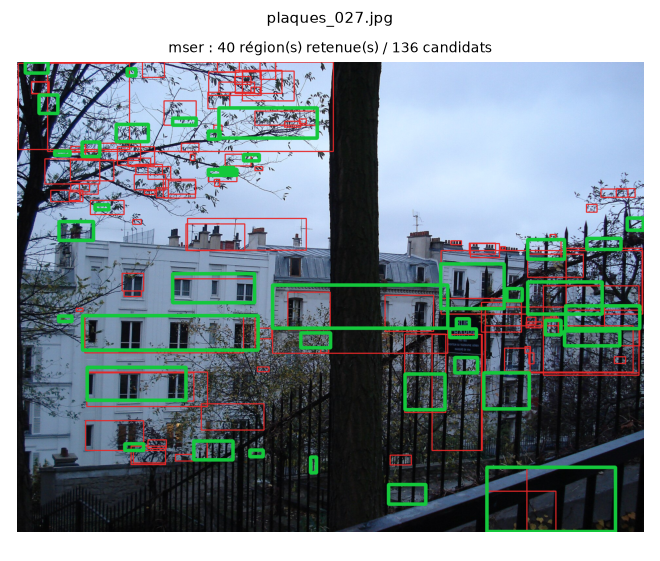 plaques_027.jpg
mser : 40 région(s) retenue(s) / 136 candidats